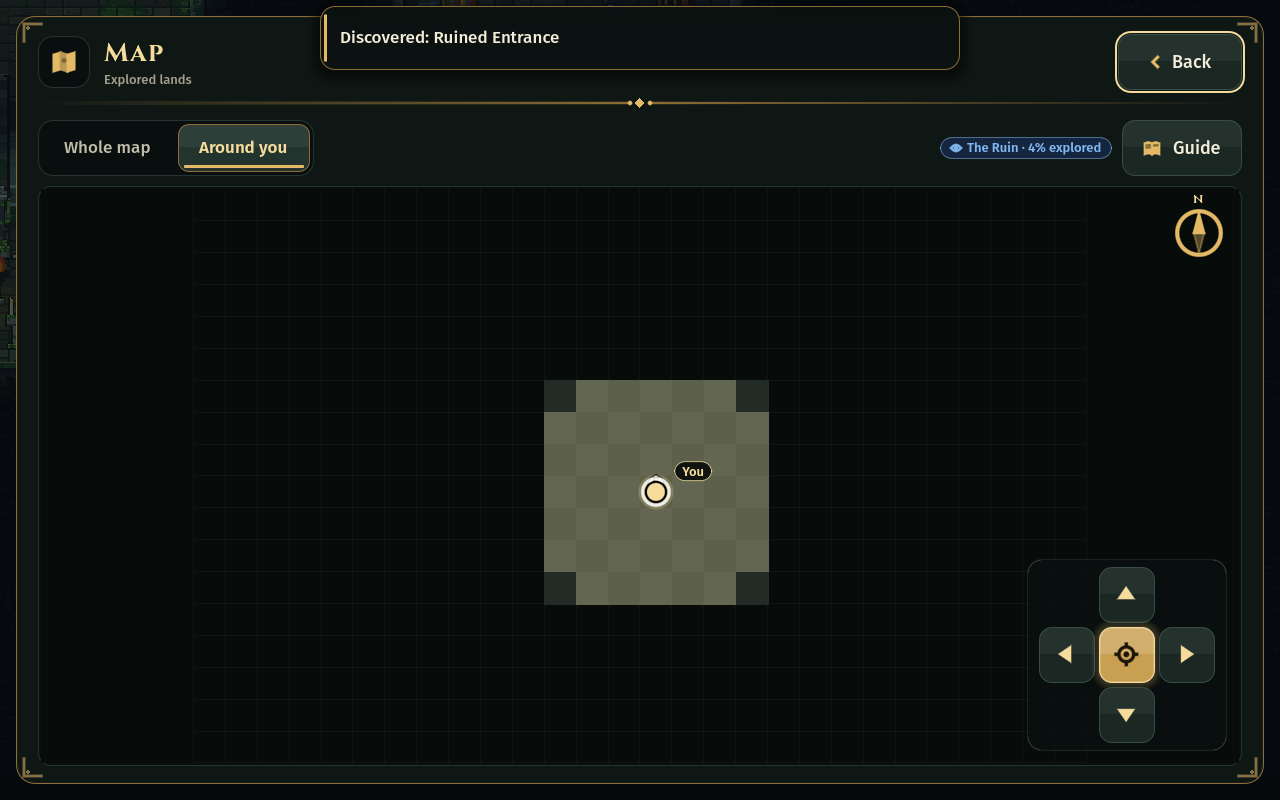 Discovered: Ruined Entrance
Map
Explored lands
Back
Whole map
Around you
The Ruin · 4% explored
Guide
N
You